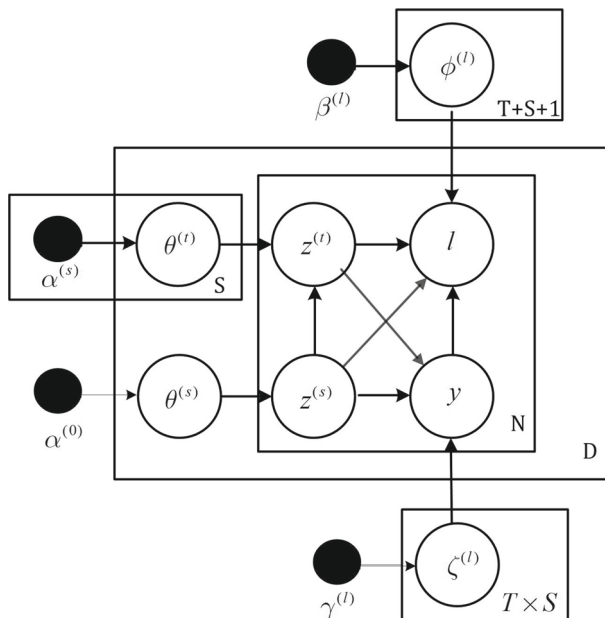 ϕ⁽ˡ⁾
β⁽ˡ⁾
T+S+1
α⁽ˢ⁾
θ⁽ᵗ⁾
S
z⁽ᵗ⁾
l
α⁽⁰⁾
θ⁽ˢ⁾
z⁽ˢ⁾
y
N
D
γ⁽ˡ⁾
ζ⁽ˡ⁾
T × S